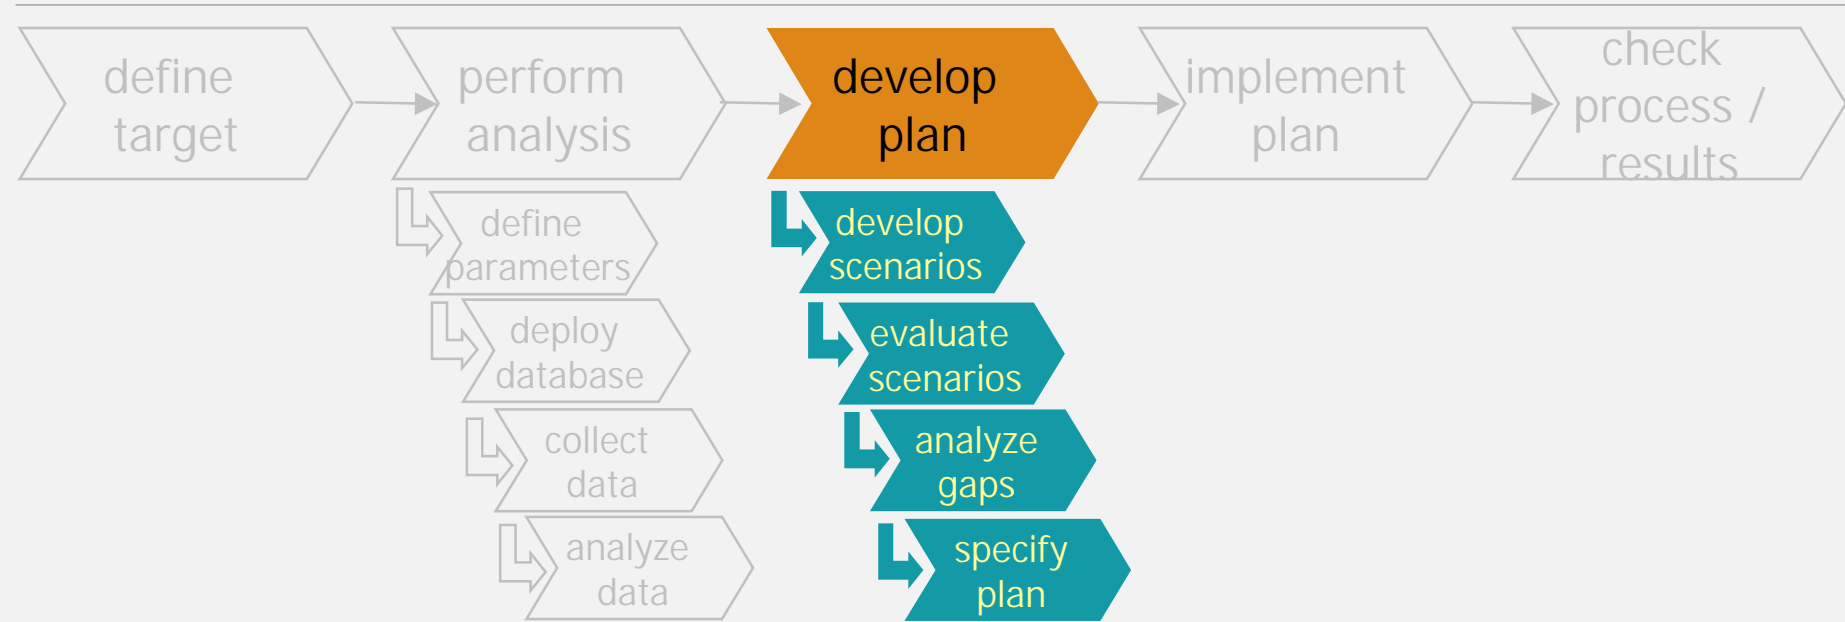 define
target
perform
analysis
develop
plan
implement
plan
check
process /
results
define
parameters
deploy
database
collect
data
analyze
data
develop
scenarios
evaluate
scenarios
analyze
gaps
specify
plan